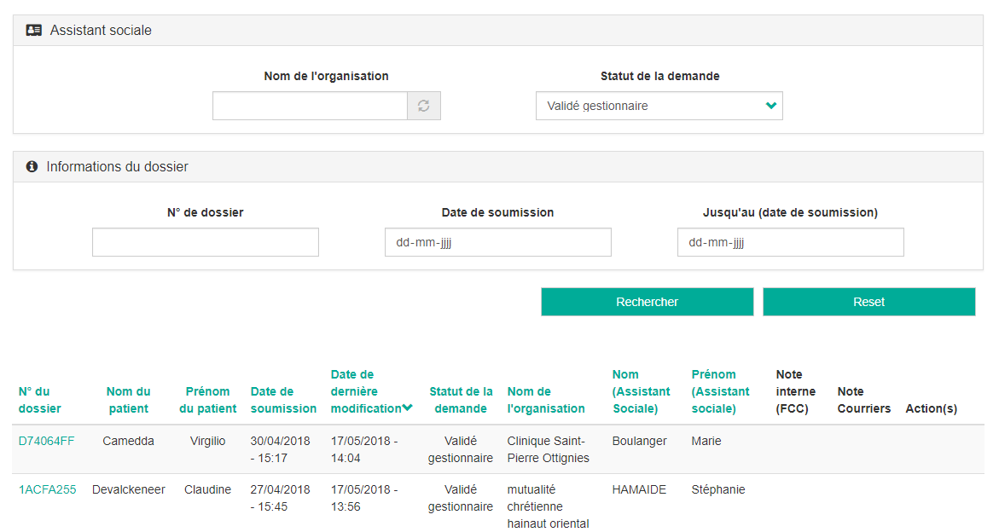 Assistant sociale
Nom de l'organisation Statut de la demande
Validé gestionnaire
Informations du dossier
N° de dossier Date de soumission Jusqu'au (date de soumission)
dd-mm-jjjj dd-mm-jjjj
Rechercher Reset
N° du dossier Nom du patient Prénom du patient Date de soumission Date de dernière modification Statut de la demande Nom de l'organisation Nom (Assistant Sociale) Prénom (Assistant sociale) Note interne (FCC) Note Courriers Action(s)
D74064FF Camedda Virgilio 30/04/2018 17/05/2018 - Validé Clinique Saint- Boulanger Marie
- 15:17 14:04 gestionnaire Pierre Ottignies
1ACFA255 Devalckeneer Claudine 27/04/2018 17/05/2018 - Validé mutualité HAMAIDE Stéphanie
- 15:45 13:56 gestionnaire chrétienne
hainaut oriental